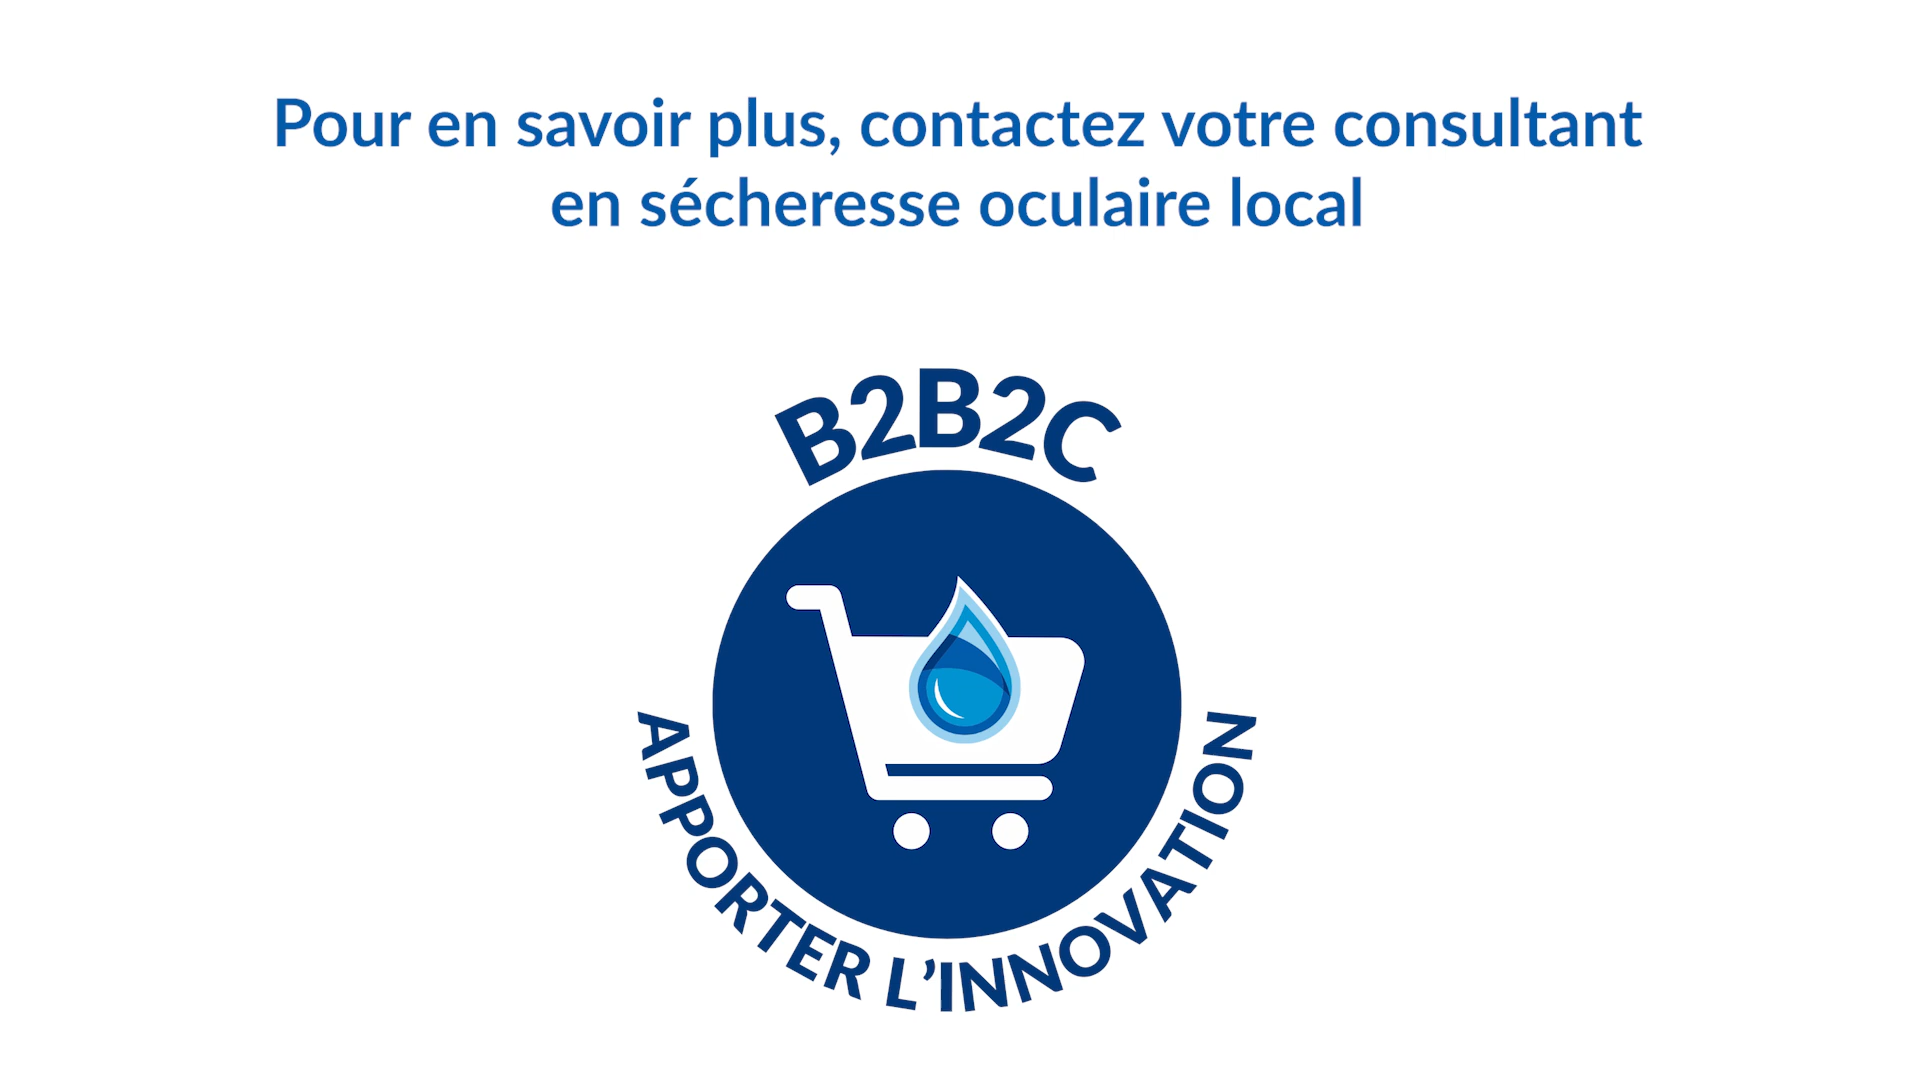 Pour en savoir plus, contactez votre consultant
en sécheresse oculaire local
B2B2C
APPORTER L’INNOVATION